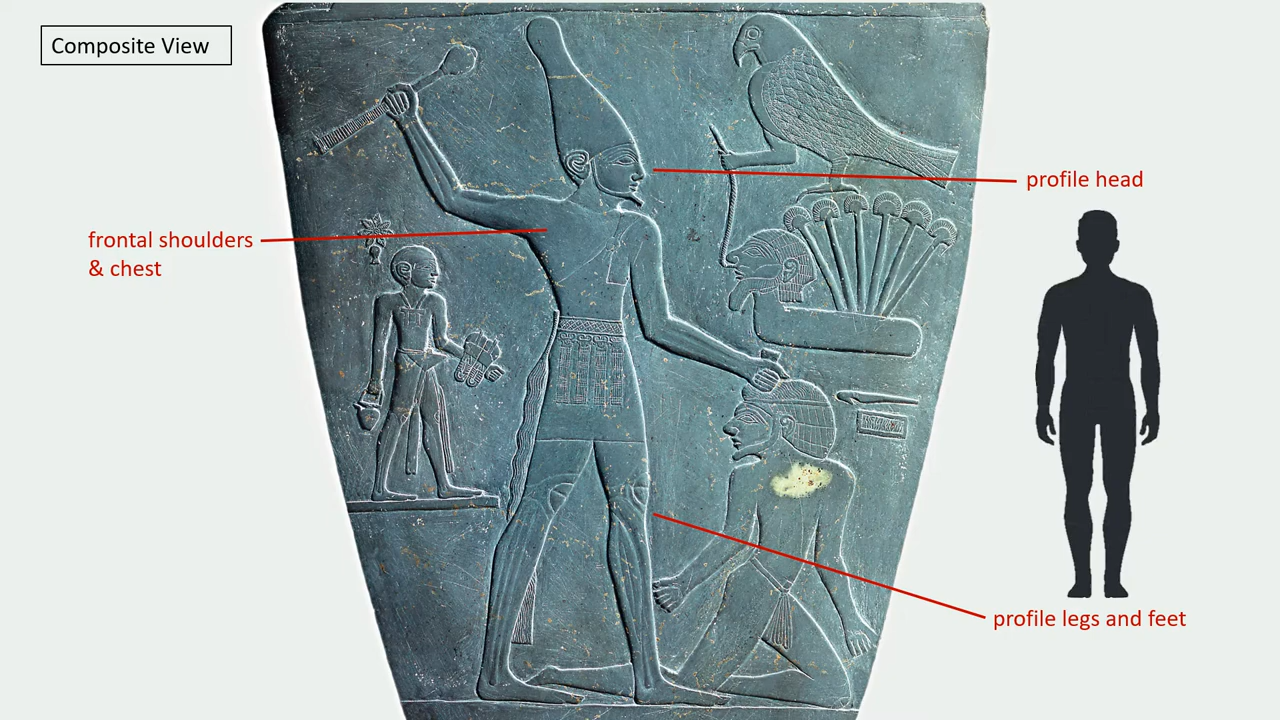 Composite View
profile head
frontal shoulders
& chest
profile legs and feet